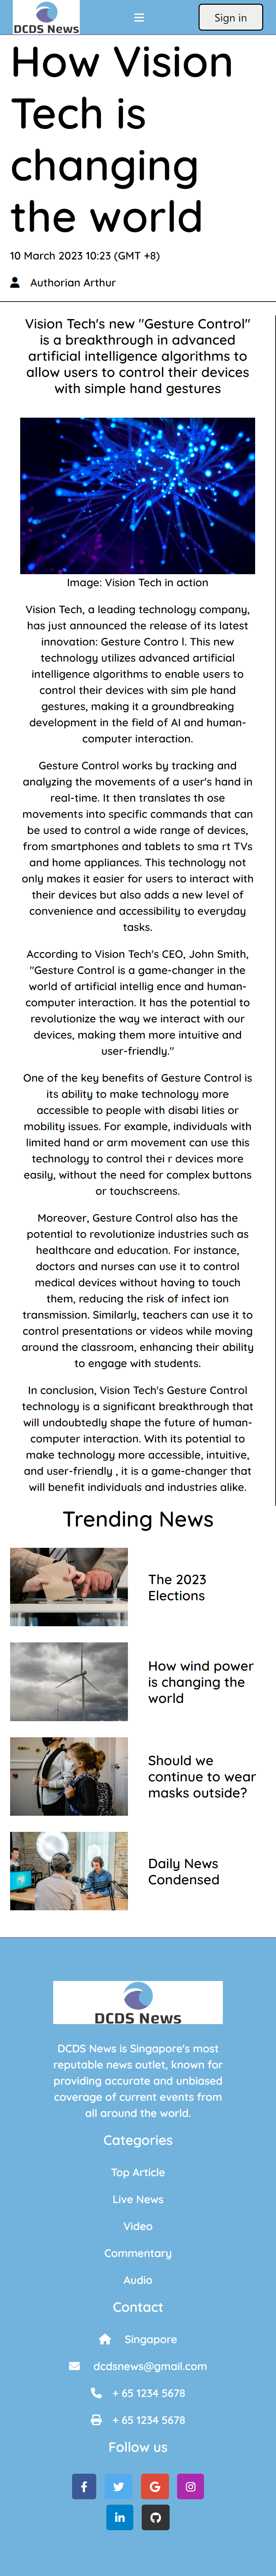 DCDS News
Sign in
How Vision
Tech is
changing
the world
10 March 2023 10:23 (GMT +8)
Authorian Arthur
Vision Tech's new "Gesture Control"
is a breakthrough in advanced
artificial intelligence algorithms to
allow users to control their devices
with simple hand gestures
Image: Vision Tech in action
Vision Tech, a leading technology company,
has just announced the release of its latest
innovation: Gesture Contro l. This new
technology utilizes advanced artificial
intelligence algorithms to enable users to
control their devices with sim ple hand
gestures, making it a groundbreaking
development in the field of AI and human-
computer interaction.
Gesture Control works by tracking and
analyzing the movements of a user's hand in
real-time. It then translates th ose
movements into specific commands that can
be used to control a wide range of devices,
from smartphones and tablets to sma rt TVs
and home appliances. This technology not
only makes it easier for users to interact with
their devices but also adds a new level of
convenience and accessibility to everyday
tasks.
According to Vision Tech's CEO, John Smith,
"Gesture Control is a game-changer in the
world of artificial intellig ence and human-
computer interaction. It has the potential to
revolutionize the way we interact with our
devices, making them more intuitive and
user-friendly."
One of the key benefits of Gesture Control is
its ability to make technology more
accessible to people with disabi lities or
mobility issues. For example, individuals with
limited hand or arm movement can use this
technology to control thei r devices more
easily, without the need for complex buttons
or touchscreens.
Moreover, Gesture Control also has the
potential to revolutionize industries such as
healthcare and education. For instance,
doctors and nurses can use it to control
medical devices without having to touch
them, reducing the risk of infect ion
transmission. Similarly, teachers can use it to
control presentations or videos while moving
around the classroom, enhancing their ability
to engage with students.
In conclusion, Vision Tech's Gesture Control
technology is a significant breakthrough that
will undoubtedly shape the future of human-
computer interaction. With its potential to
make technology more accessible, intuitive,
and user-friendly , it is a game-changer that
will benefit individuals and industries alike.
Trending News
The 2023
Elections
How wind power
is changing the
world
Should we
continue to wear
masks outside?
Daily News
Condensed
DCDS News
DCDS News is Singapore's most
reputable news outlet, known for
providing accurate and unbiased
coverage of current events from
all around the world.
Categories
Top Article
Live News
Video
Commentary
Audio
Contact
Singapore
dcdsnews@gmail.com
+ 65 1234 5678
+ 65 1234 5678
Follow us